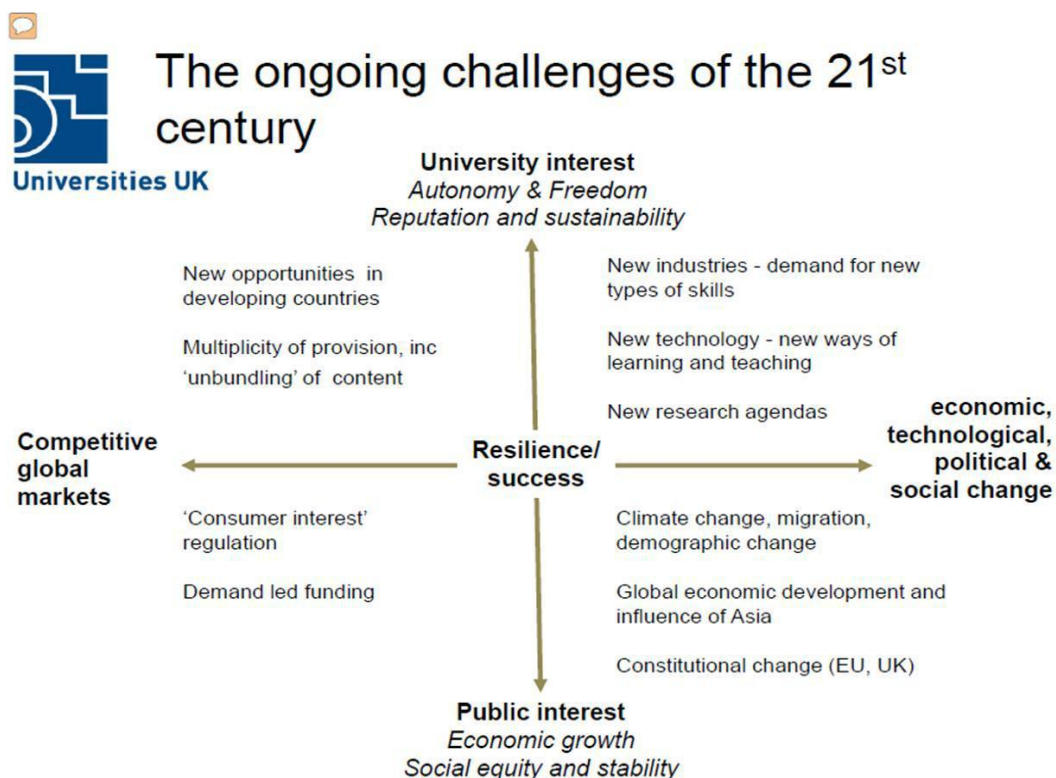 The ongoing challenges of the 21st
century
Universities UK
University interest
Autonomy & Freedom
Reputation and sustainability
New opportunities in
developing countries
Multiplicity of provision, inc
‘unbundling’ of content
New industries - demand for new
types of skills
New technology - new ways of
learning and teaching
New research agendas
Competitive
global
markets
Resilience/
success
economic,
technological,
political &
social change
‘Consumer interest’
regulation
Demand led funding
Climate change, migration,
demographic change
Global economic development and
influence of Asia
Constitutional change (EU, UK)
Public interest
Economic growth
Social equity and stability